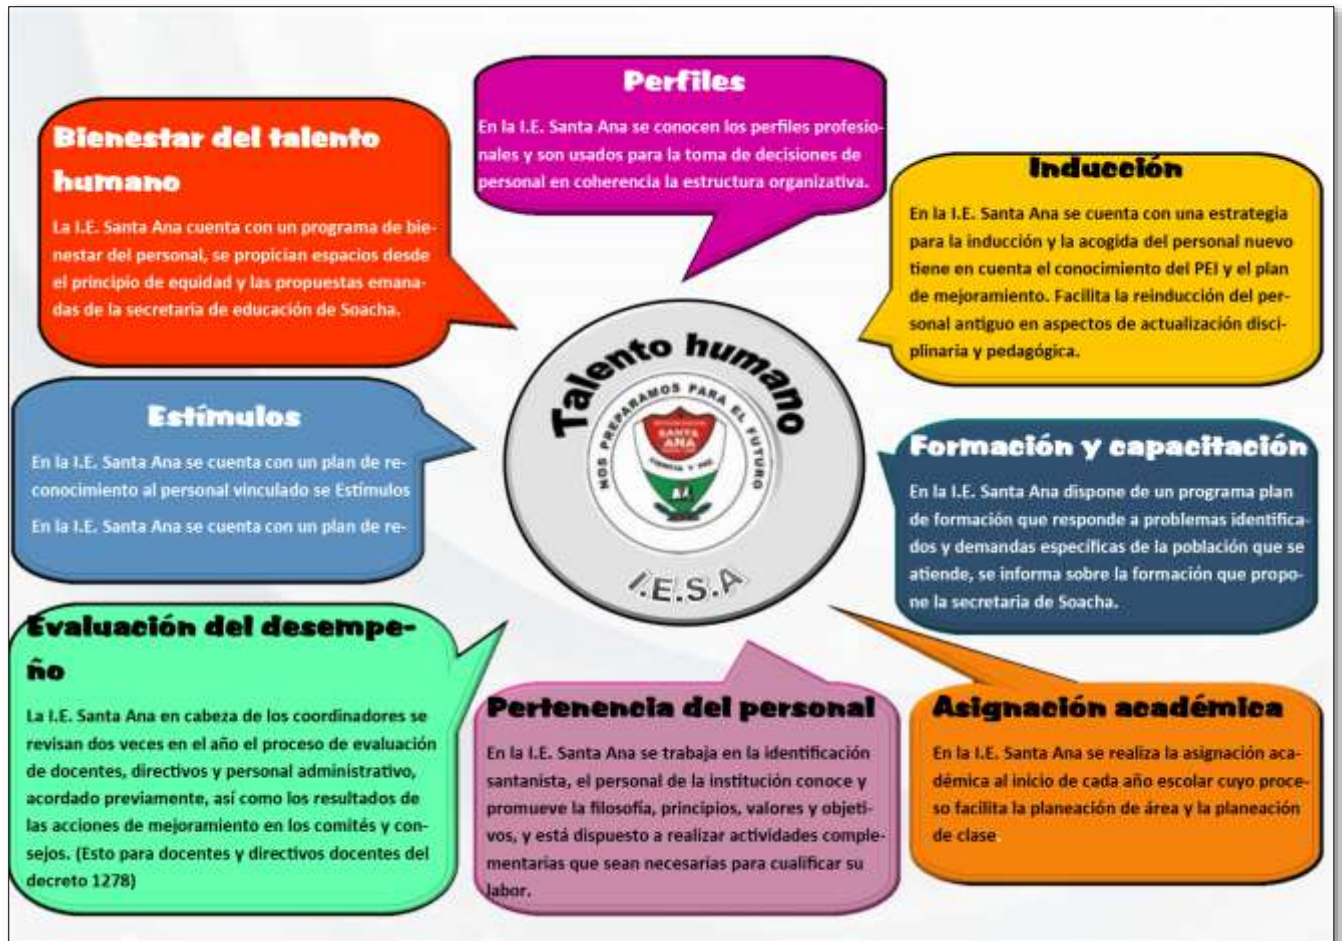 Perfiles
En la I.E. Santa Ana se conocen los perfiles profesio-
nales y son usados para la toma de decisiones de
personal en coherencia la estructura organizativa.
Bienestar del talento
humano
La I.E. Santa Ana cuenta con un programa de bie-
nestar del personal, se propician espacios desde
el principio de equidad y las propuestas emana-
das de la secretaria de educación de Soacha.
Inducción
En la I.E. Santa Ana se cuenta con una estrategia
para la inducción y la acogida del personal nuevo
tiene en cuenta el conocimiento del PEI y el plan
de mejoramiento. Facilita la reinducción del per-
sonal antiguo en aspectos de actualización disci-
plinaria y pedagógica.
Talento humano
NOS PREPARAMOS PARA EL FUTURO
SANTA
ANA
CIENCIA Y PAZ
I.E.S.A
Estímulos
En la I.E. Santa Ana se cuenta con un plan de re-
conocimiento al personal vinculado se Estímulos
En la I.E. Santa Ana se cuenta con un plan de re-
Formación y capacitación
En la I.E. Santa Ana dispone de un programa plan
de formación que responde a problemas identifica-
dos y demandas específicas de la población que se
atiende, se informa sobre la formación que propo-
ne la secretaria de Soacha.
Evaluación del desempe-
ño
La I.E. Santa Ana en cabeza de los coordinadores se
revisan dos veces en el año el proceso de evaluación
de docentes, directivos y personal administrativo,
acordado previamente, así como los resultados de
las acciones de mejoramiento en los comités y con-
sejos. (Esto para docentes y directivos docentes del
decreto 1278)
Pertenencia del personal
En la I.E. Santa Ana se trabaja en la identificación
santanista, el personal de la institución conoce y
promueve la filosofía, principios, valores y objeti-
vos, y está dispuesto a realizar actividades comple-
mentarias que sean necesarias para cualificar su
labor.
Asignación académica
En la I.E. Santa Ana se realiza la asignación aca-
démica al inicio de cada año escolar cuyo proce-
so facilita la planeación de área y la planeación
de clase.